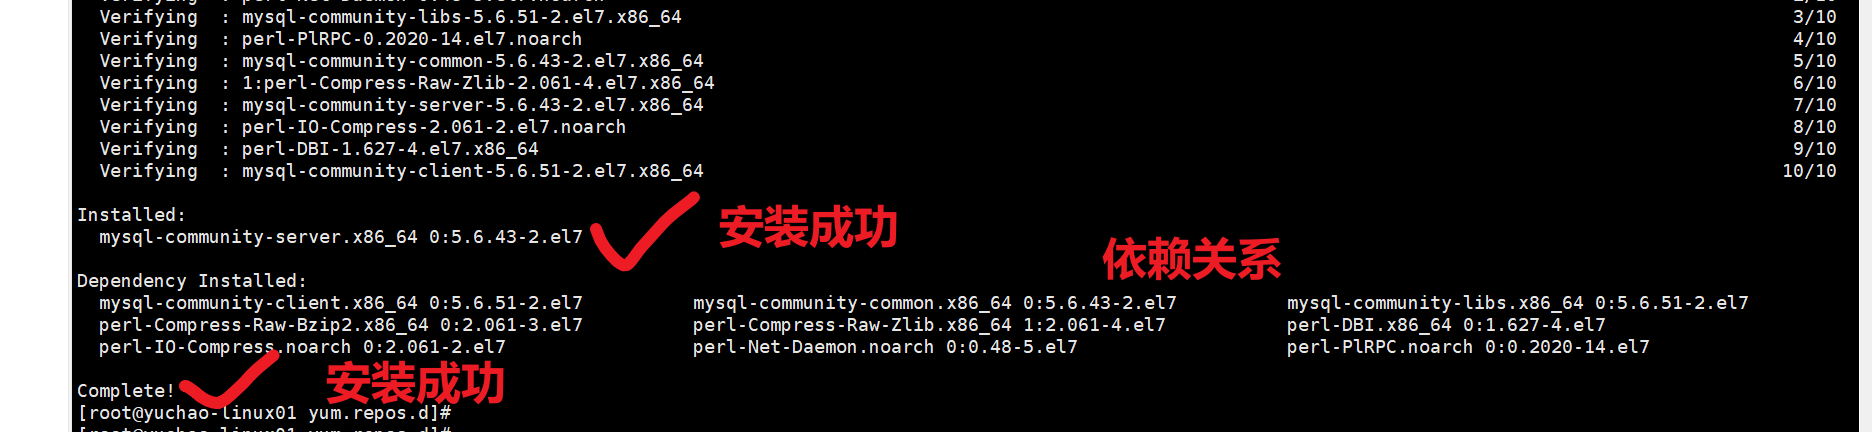 Verifying : mysql-community-libs-5.6.51-2.el7.x86_64 3/10
Verifying : perl-PlRPC-0.2020-14.el7.noarch 4/10
Verifying : mysql-community-common-5.6.43-2.el7.x86_64 5/10
Verifying : 1:perl-Compress-Raw-Zlib-2.061-4.el7.x86_64 6/10
Verifying : mysql-community-server-5.6.43-2.el7.x86_64 7/10
Verifying : perl-IO-Compress-2.061-2.el7.noarch 8/10
Verifying : perl-DBI-1.627-4.el7.x86_64 9/10
Verifying : mysql-community-client-5.6.51-2.el7.x86_64 10/10
Installed:
mysql-community-server.x86_64 0:5.6.43-2.el7 安装成功
依赖关系
Dependency Installed:
mysql-community-client.x86_64 0:5.6.51-2.el7 mysql-community-common.x86_64 0:5.6.43-2.el7 mysql-community-libs.x86_64 0:5.6.51-2.el7
perl-Compress-Raw-Bzip2.x86_64 0:2.061-3.el7 perl-Compress-Raw-Zlib.x86_64 1:2.061-4.el7 perl-DBI.x86_64 0:1.627-4.el7
perl-IO-Compress.noarch 0:2.061-2.el7 perl-Net-Daemon.noarch 0:0.48-5.el7 perl-PlRPC.noarch 0:0.2020-14.el7
Complete! 安装成功
[root@yuchao-linux01 yum.repos.d]#
[root@yuchao-linux01 yum.repos.d]#